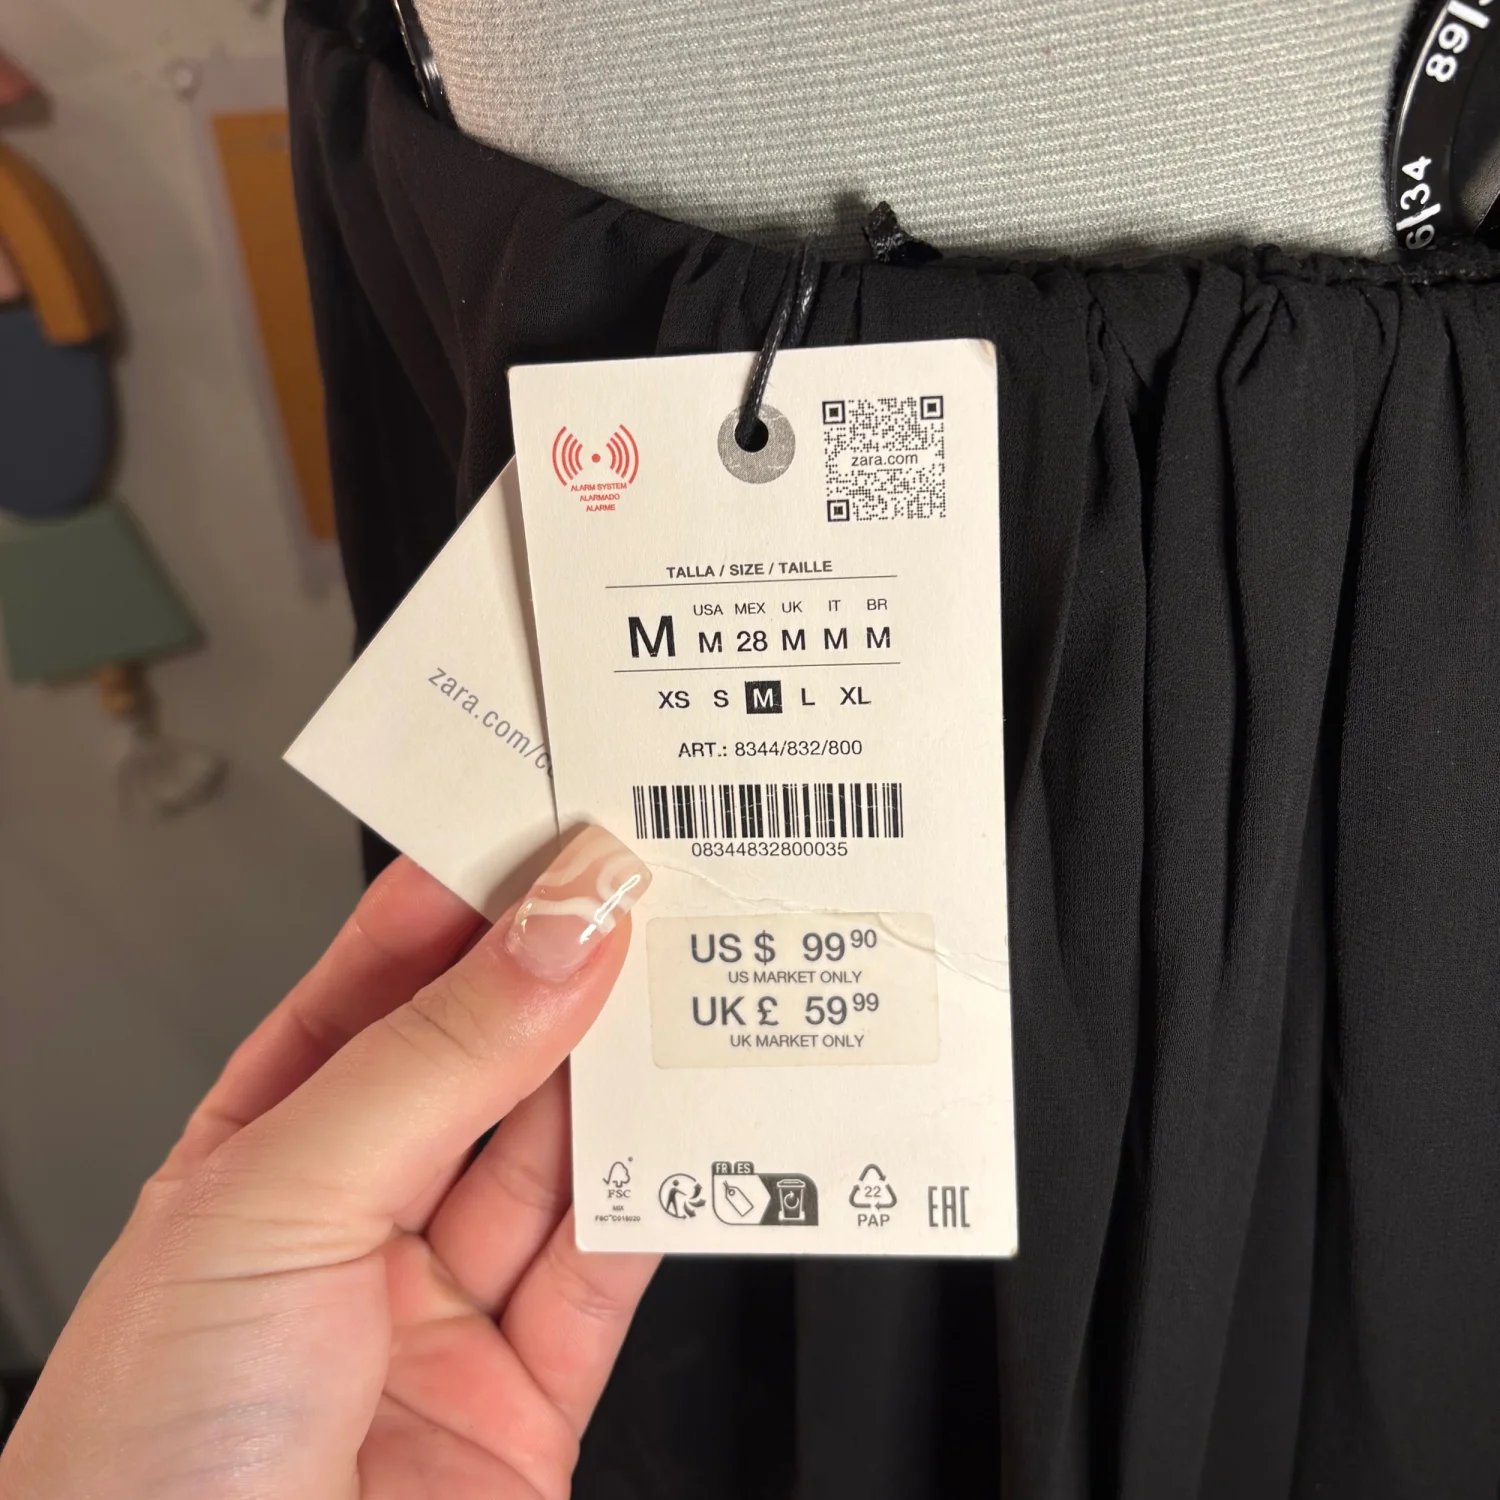 ALARM SYSTEM
ALARMADO
ALARME
zara.com
TALLA / SIZE / TAILLE
USA MEX UK IT BR
M M 28 M M M
XS S M L XL
ART.: 8344/832/800
08344832800035
US $ 99 90
US MARKET ONLY
UK £ 59 99
UK MARKET ONLY
FSC
MIX
FR ES
22
PAP
EAC
zara.com/c
89
34